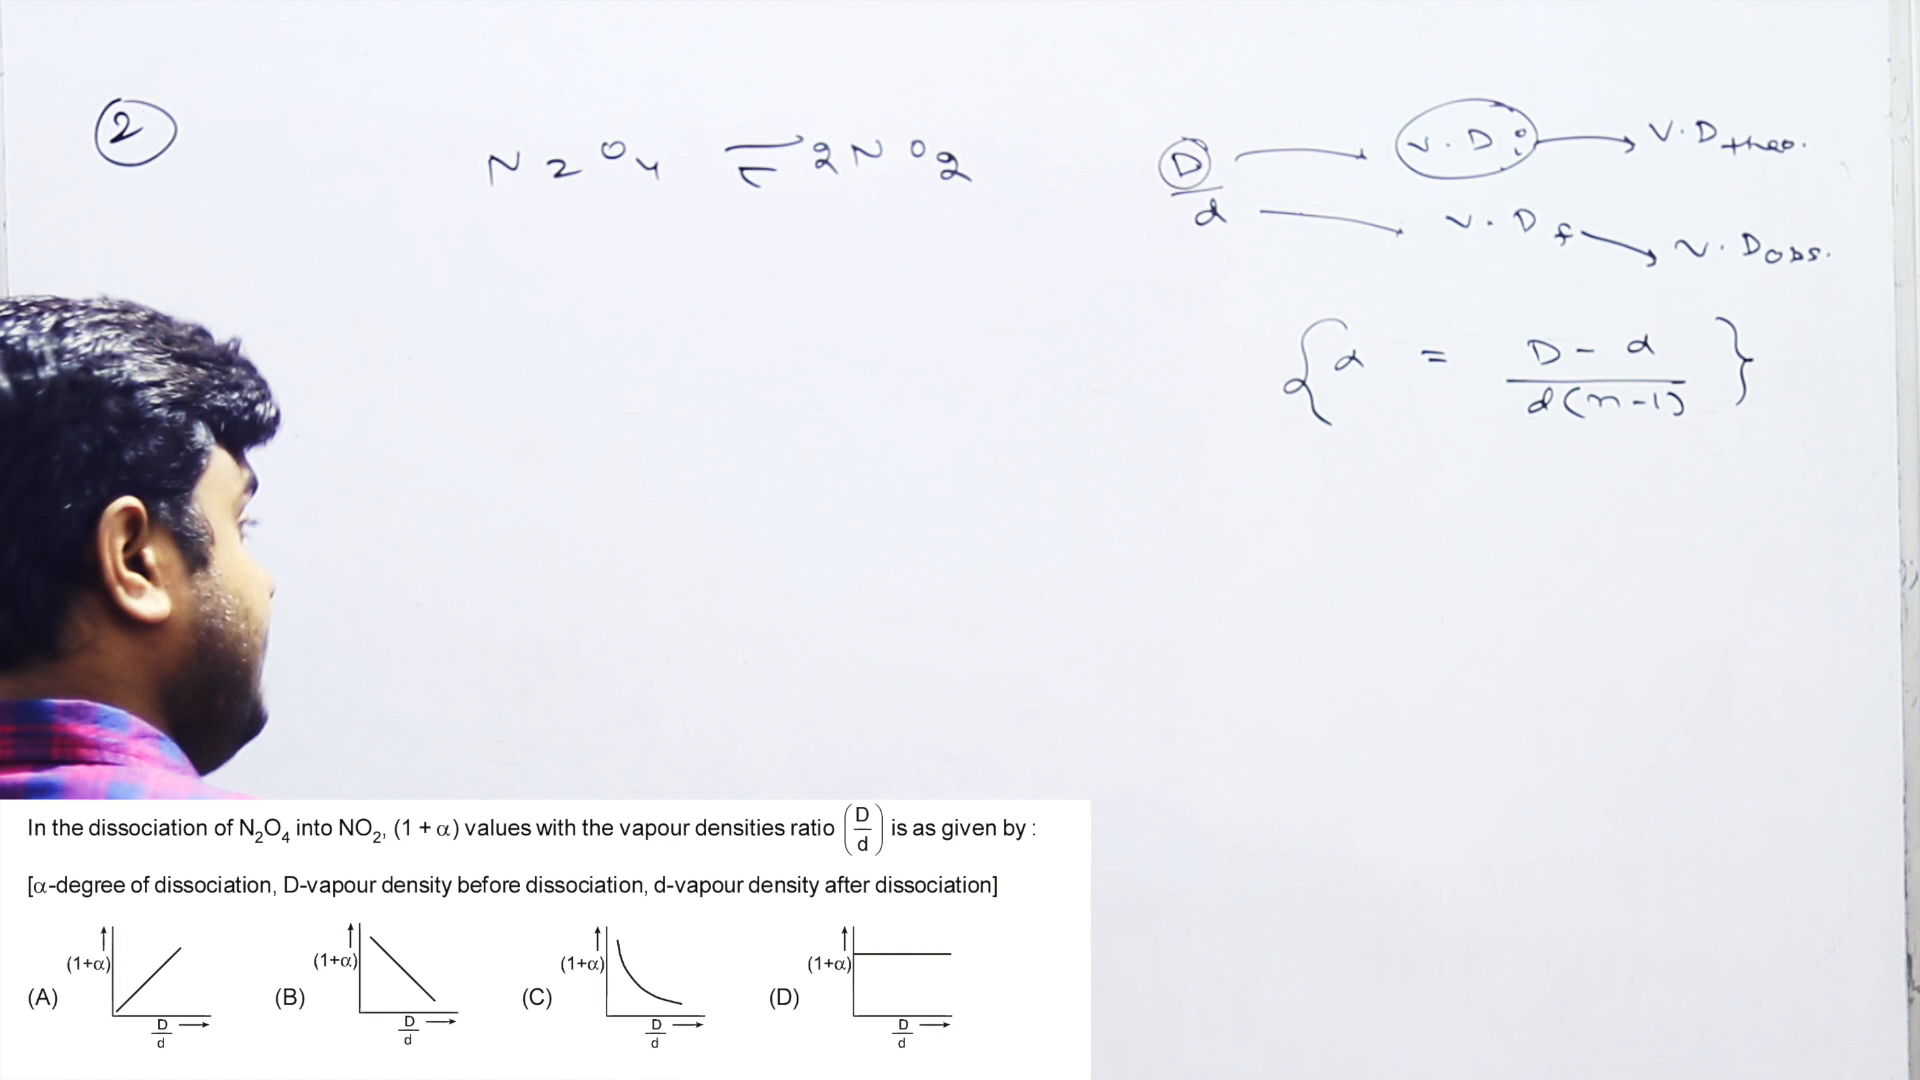 2
N2O4 ⇌ 2NO2
D/d → V.Di → V.Dtheo.
→ V.Df → V.Dobs.
{α = D - d / d(n-1)}
In the dissociation of N₂O₄ into NO₂, (1 + α) values with the vapour densities ratio (D/d) is as given by :
[α-degree of dissociation, D-vapour density before dissociation, d-vapour density after dissociation]
(A) (1+α) D/d
(B) (1+α) D/d
(C) (1+α) D/d
(D) (1+α) D/d